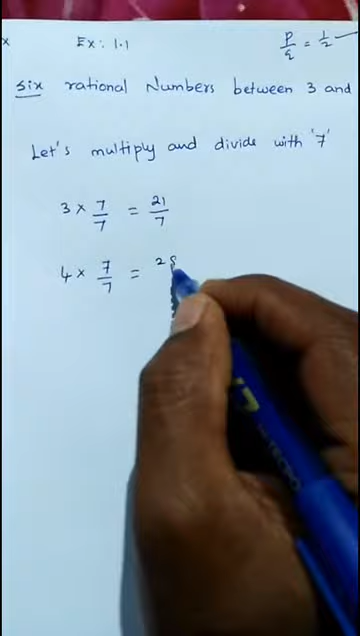 x Ex: 1.1 p/q = 1/2
six rational Numbers between 3 and
Let's multiply and divide with '7'
3 × 7/7 = 21/7
4 × 7/7 = 28